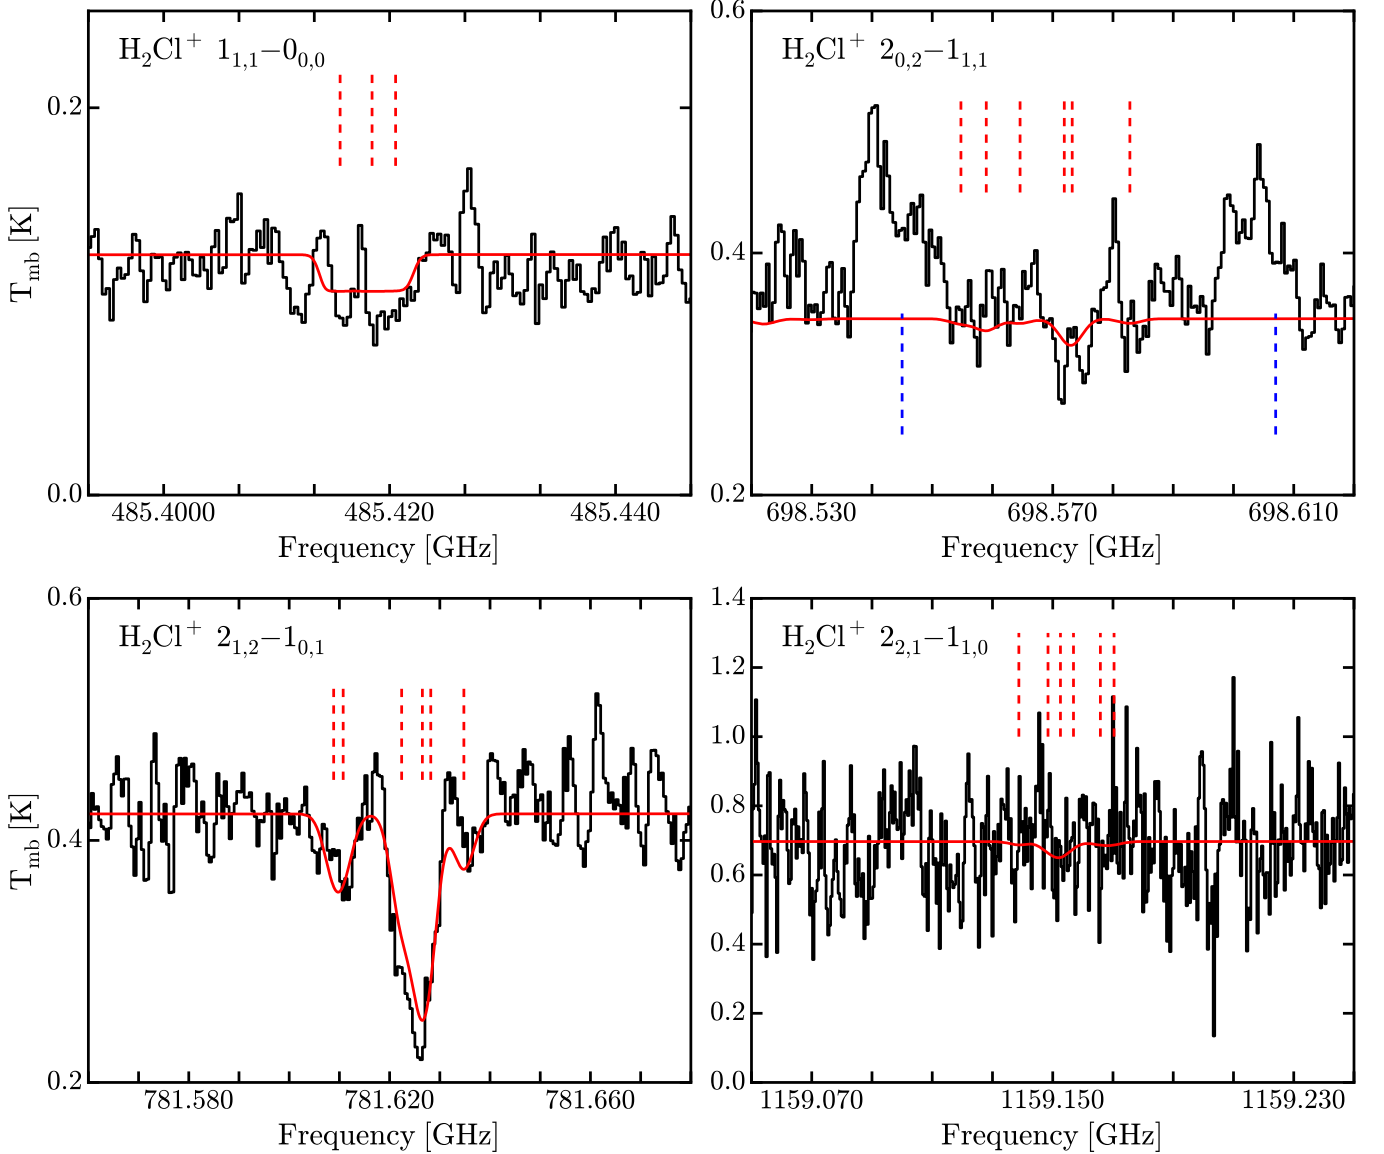 H₂Cl⁺ 1₁,₁−0₀,₀
0.2
0.0
T_mb [K]
485.4000 485.420 485.440
Frequency [GHz]
H₂Cl⁺ 2₀,₂−1₁,₁
0.6
0.4
0.2
698.530 698.570 698.610
Frequency [GHz]
H₂Cl⁺ 2₁,₂−1₀,₁
0.6
0.4
0.2
T_mb [K]
781.580 781.620 781.660
Frequency [GHz]
H₂Cl⁺ 2₂,₁−1₁,₀
1.4
1.2
1.0
0.8
0.6
0.4
0.2
0.0
1159.070 1159.150 1159.230
Frequency [GHz]